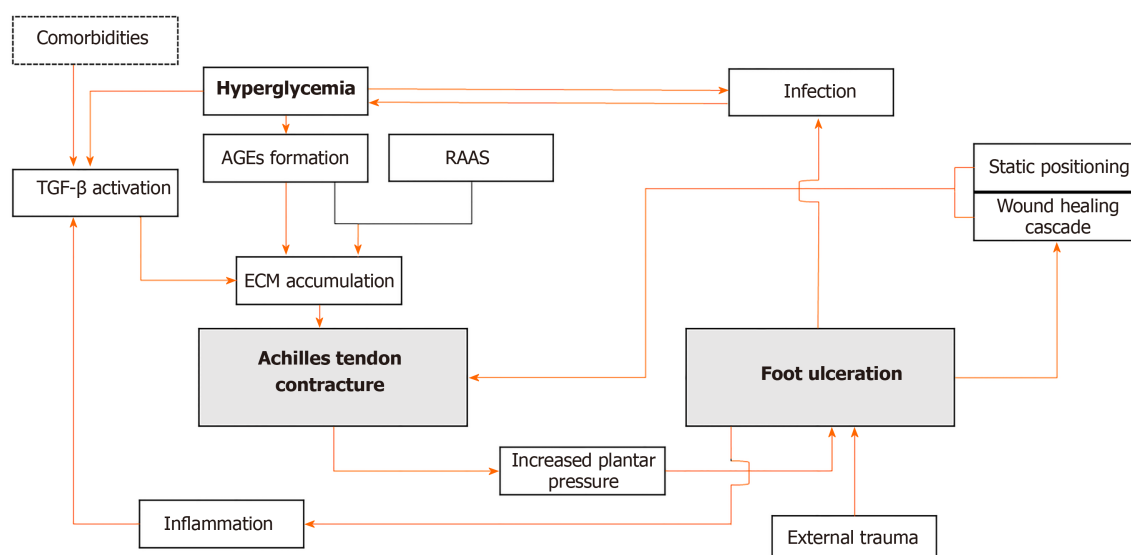 Comorbidities
Hyperglycemia
Infection
AGEs formation
RAAS
Static positioning
TGF-β activation
Wound healing
cascade
ECM accumulation
Achilles tendon
contracture
Foot ulceration
Increased plantar
pressure
Inflammation
External trauma